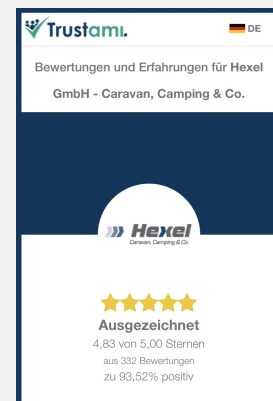 Trustami.
DE
Bewertungen und Erfahrungen für Hexel
GmbH - Caravan, Camping & Co.
Hexel
Caravan, Camping & Co.
Ausgezeichnet
4,83 von 5,00 Sternen
aus 332 Bewertungen
zu 93,52% positiv